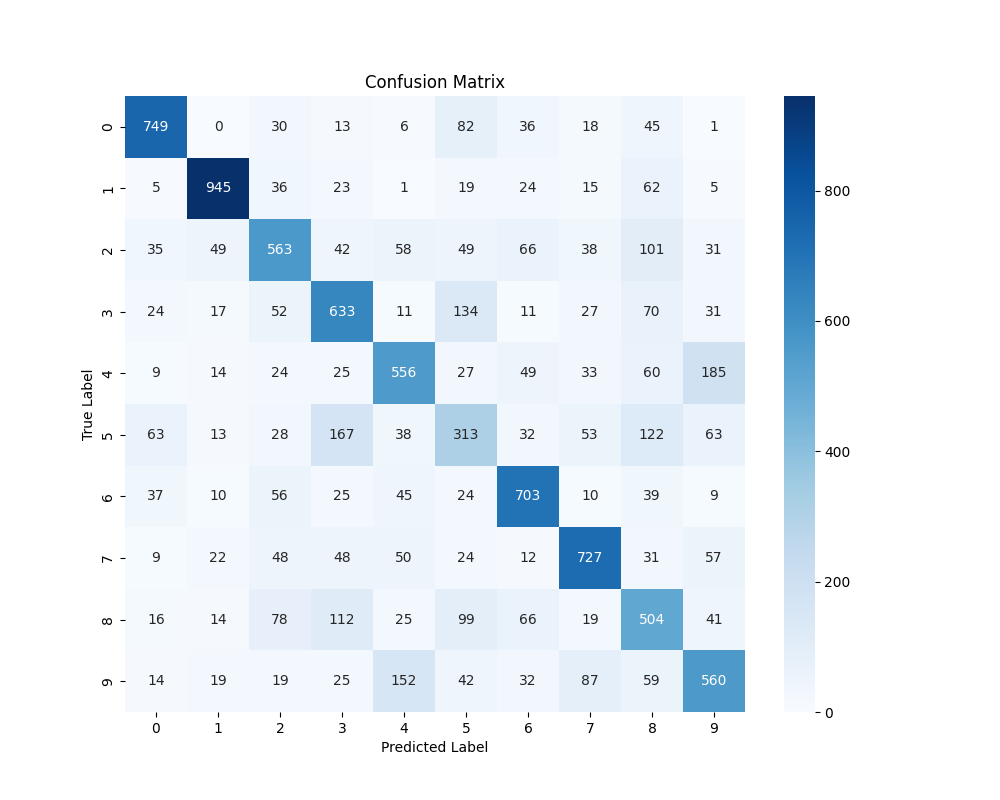 Confusion Matrix
0 749 0 30 13 6 82 36 18 45 1
1 5 945 36 23 1 19 24 15 62 5
2 35 49 563 42 58 49 66 38 101 31
3 24 17 52 633 11 134 11 27 70 31
4 9 14 24 25 556 27 49 33 60 185
5 63 13 28 167 38 313 32 53 122 63
6 37 10 56 25 45 24 703 10 39 9
7 9 22 48 48 50 24 12 727 31 57
8 16 14 78 112 25 99 66 19 504 41
9 14 19 19 25 152 42 32 87 59 560
0 1 2 3 4 5 6 7 8 9
Predicted Label
True Label
800
600
400
200
0